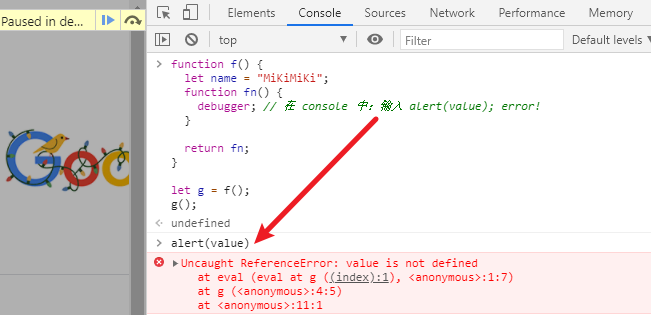 Paused in de...
Elements Console Sources Network Performance Memory
top Filter Default levels
function f() {
let name = "MiKiMiKi";
function fn() {
debugger; // 在 console 中：输入 alert(value); error!
}
return fn;
}
let g = f();
g();
undefined
alert(value)
Uncaught ReferenceError: value is not defined
at eval (eval at g ((index):1), <anonymous>:1:7)
at g (<anonymous>:4:5)
at <anonymous>:11:1
Goo